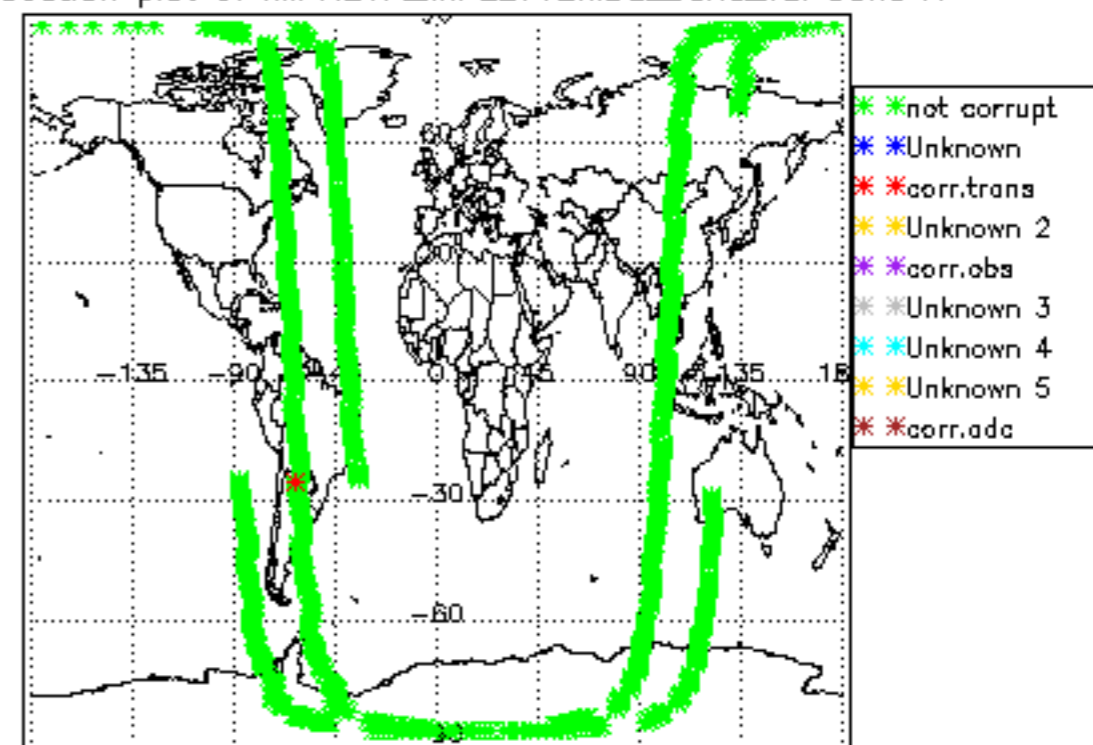 not corrupt
Unknown
corr.trans
Unknown 2
corr.obs
Unknown 3
Unknown 4
Unknown 5
corr.adc
60
-135 -90 0 45 90 135
-30
-60